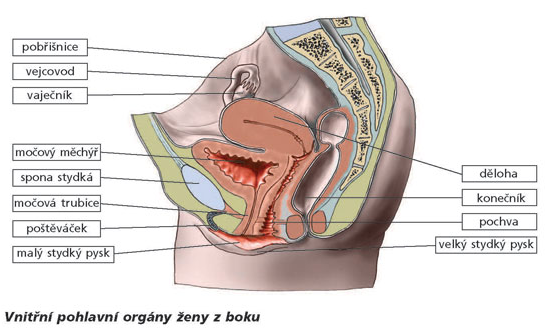 pobřišnice
vejcovod
vaječník
močový měchýř
spona stydká
močová trubice
poštěváček
malý stydký pysk
děloha
konečník
pochva
velký stydký pysk
Vnitřní pohlavní orgány ženy z boku